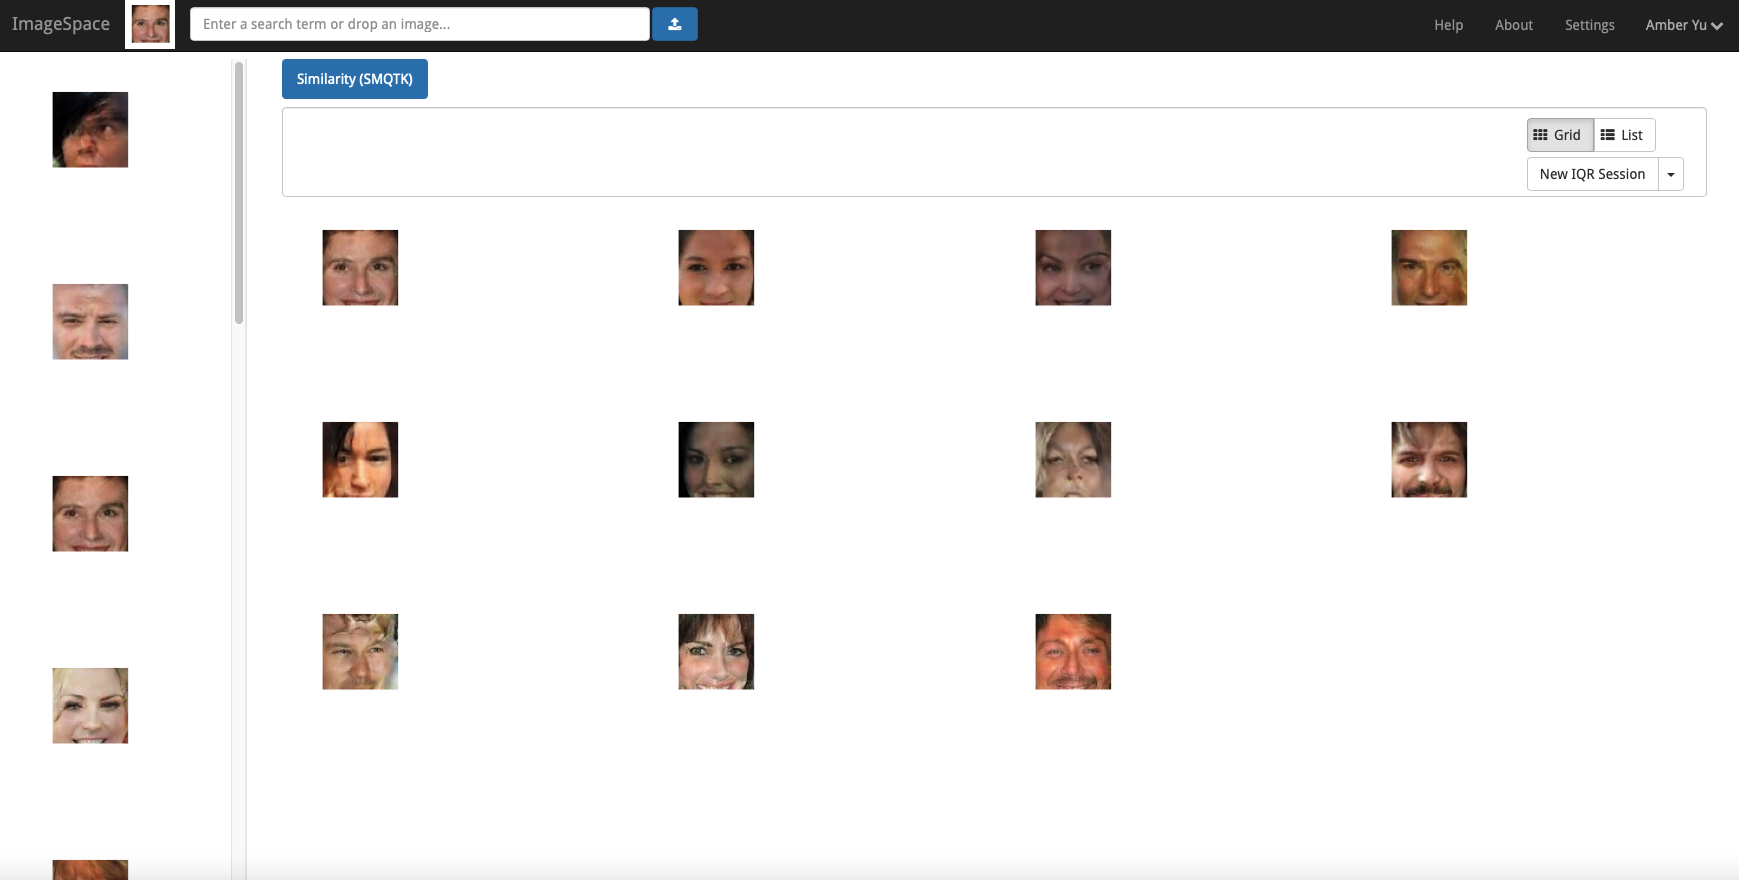 ImageSpace
Enter a search term or drop an image...
Help
About
Settings
Amber Yu
Similarity (SMQTK)
Grid
List
New IQR Session